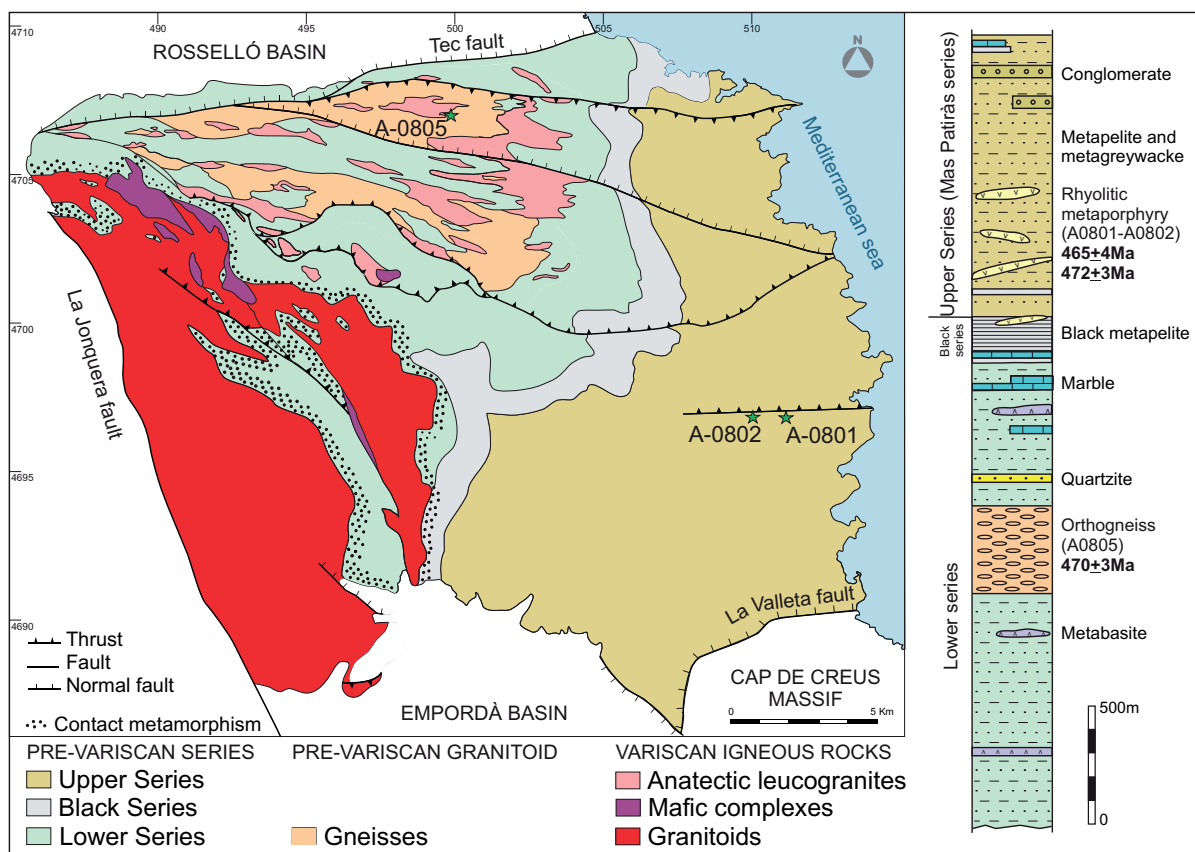 490
495
500
505
510
4710
4705
4700
4695
4690
ROSSELLÓ BASIN
Tec fault
N
A-0805
Mediterranean sea
La Jonquera fault
A-0802
A-0801
La Valleta fault
Thrust
Fault
Normal fault
Contact metamorphism
EMPORDÀ BASIN
CAP DE CREUS
MASSIF
0
5 Km
PRE-VARISCAN SERIES
Upper Series
Black Series
Lower Series
PRE-VARISCAN GRANITOID
Gneisses
VARISCAN IGNEOUS ROCKS
Anatectic leucogranites
Mafic complexes
Granitoids
Upper Series (Mas Patiràs series)
Black
series
Lower series
Conglomerate
Metapelite and
metagreywacke
Rhyolitic
metaporphyry
(A0801-A0802)
465±4Ma
472±3Ma
Black metapelite
Marble
Quartzite
Orthogneiss
(A0805)
470±3Ma
Metabasite
500m
0